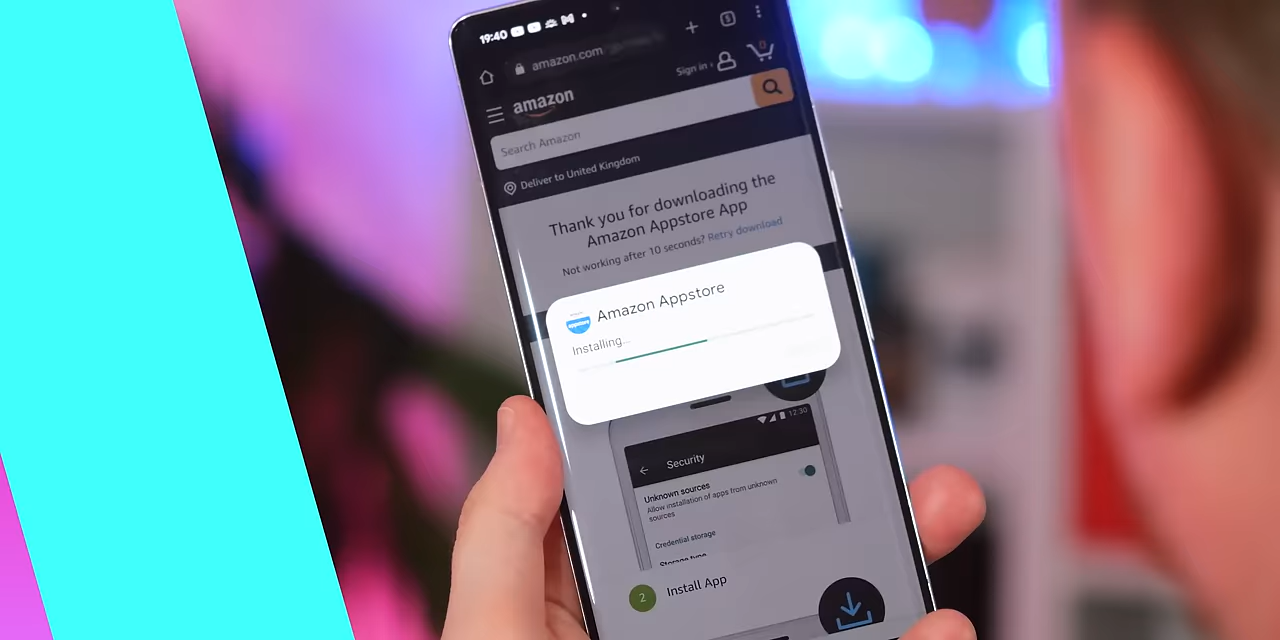 19:40
amazon.com
5
Sign in ›
0
amazon
Search Amazon
Deliver to United Kingdom
Thank you for downloading the
Amazon Appstore App
Not working after 10 seconds? Retry download
appstore
Amazon Appstore
Installing...
12:30
Security
Unknown sources
Allow installation of apps from unknown
sources
Credential storage
Storage type
2
Install App